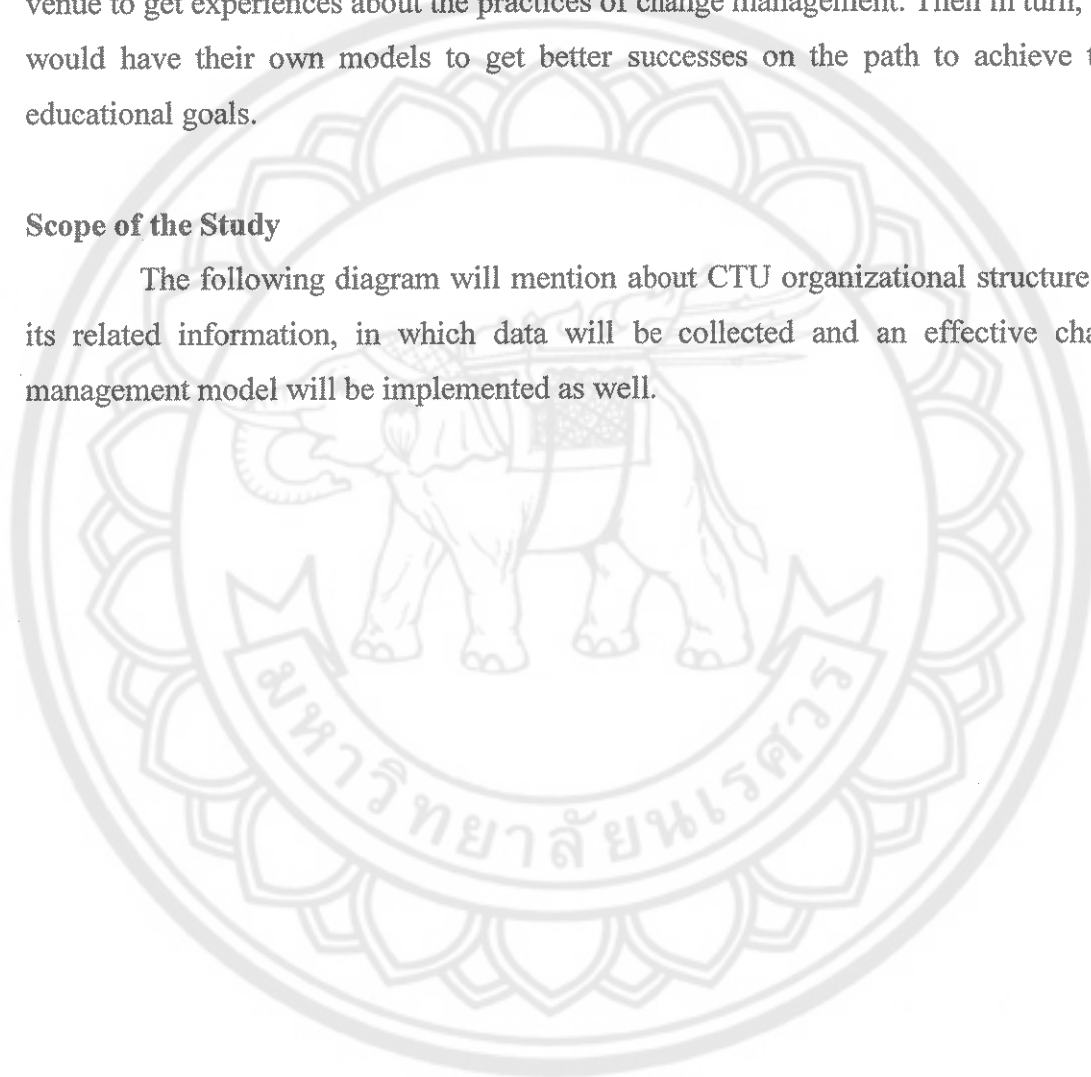 venue to get experiences about the practices of change management. Then in turn,
would have their own models to get better successes on the path to achieve
educational goals.
Scope of the Study
The following diagram will mention about CTU organizational structure
its related information, in which data will be collected and an effective
management model will be implemented as well.
มหาวิทยาลัยนเรศวร